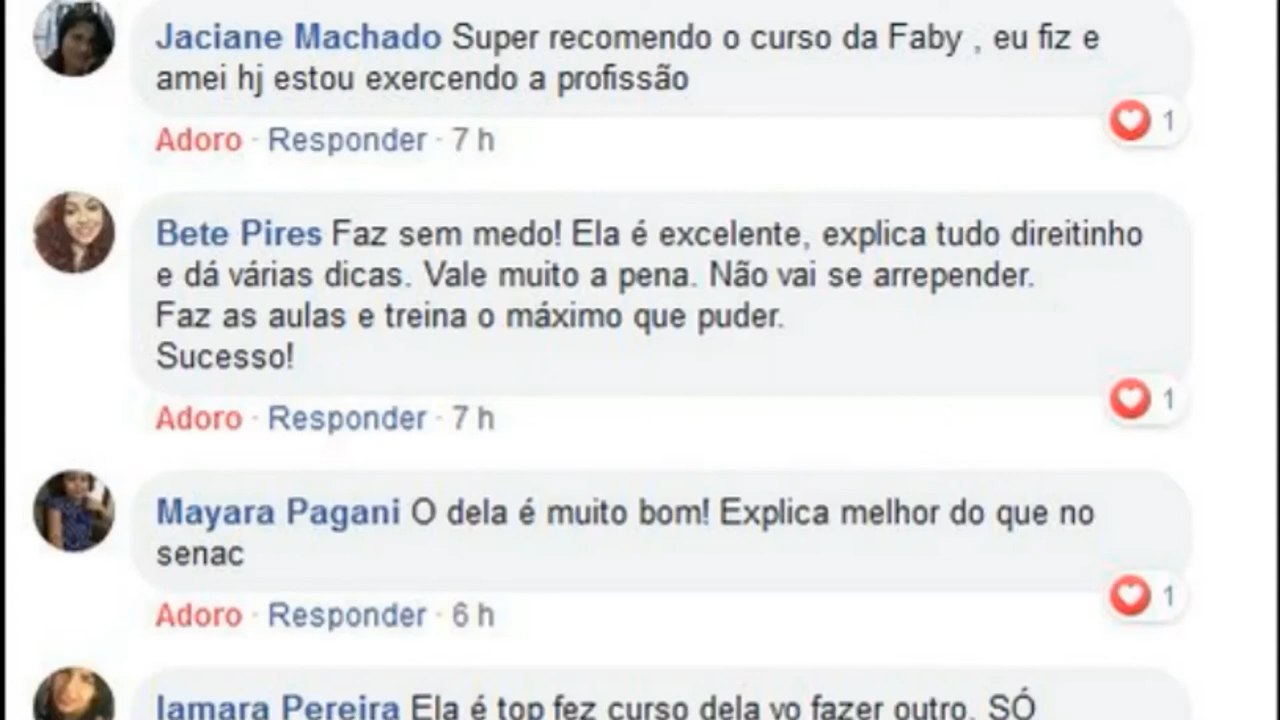 Jaciane Machado Super recomendo o curso da Faby , eu fiz e
amei hj estou exercendo a profissão
1
Adoro · Responder · 7 h
Bete Pires Faz sem medo! Ela é excelente, explica tudo direitinho
e dá várias dicas. Vale muito a pena. Não vai se arrepender.
Faz as aulas e treina o máximo que puder.
Sucesso!
1
Adoro · Responder · 7 h
Mayara Pagani O dela é muito bom! Explica melhor do que no
senac
1
Adoro · Responder · 6 h
Iamara Pereira Ela é top fez curso dela vo fazer outro. SÓ